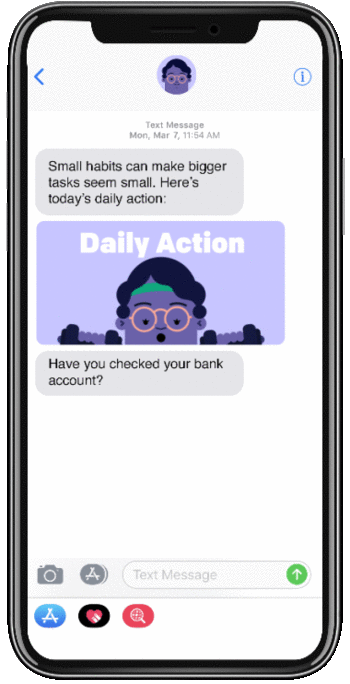 Text Message
Mon, Mar 7, 11:54 AM
Small habits can make bigger
tasks seem small. Here's
today's daily action:
Daily Action
Have you checked your bank
account?
Text Message